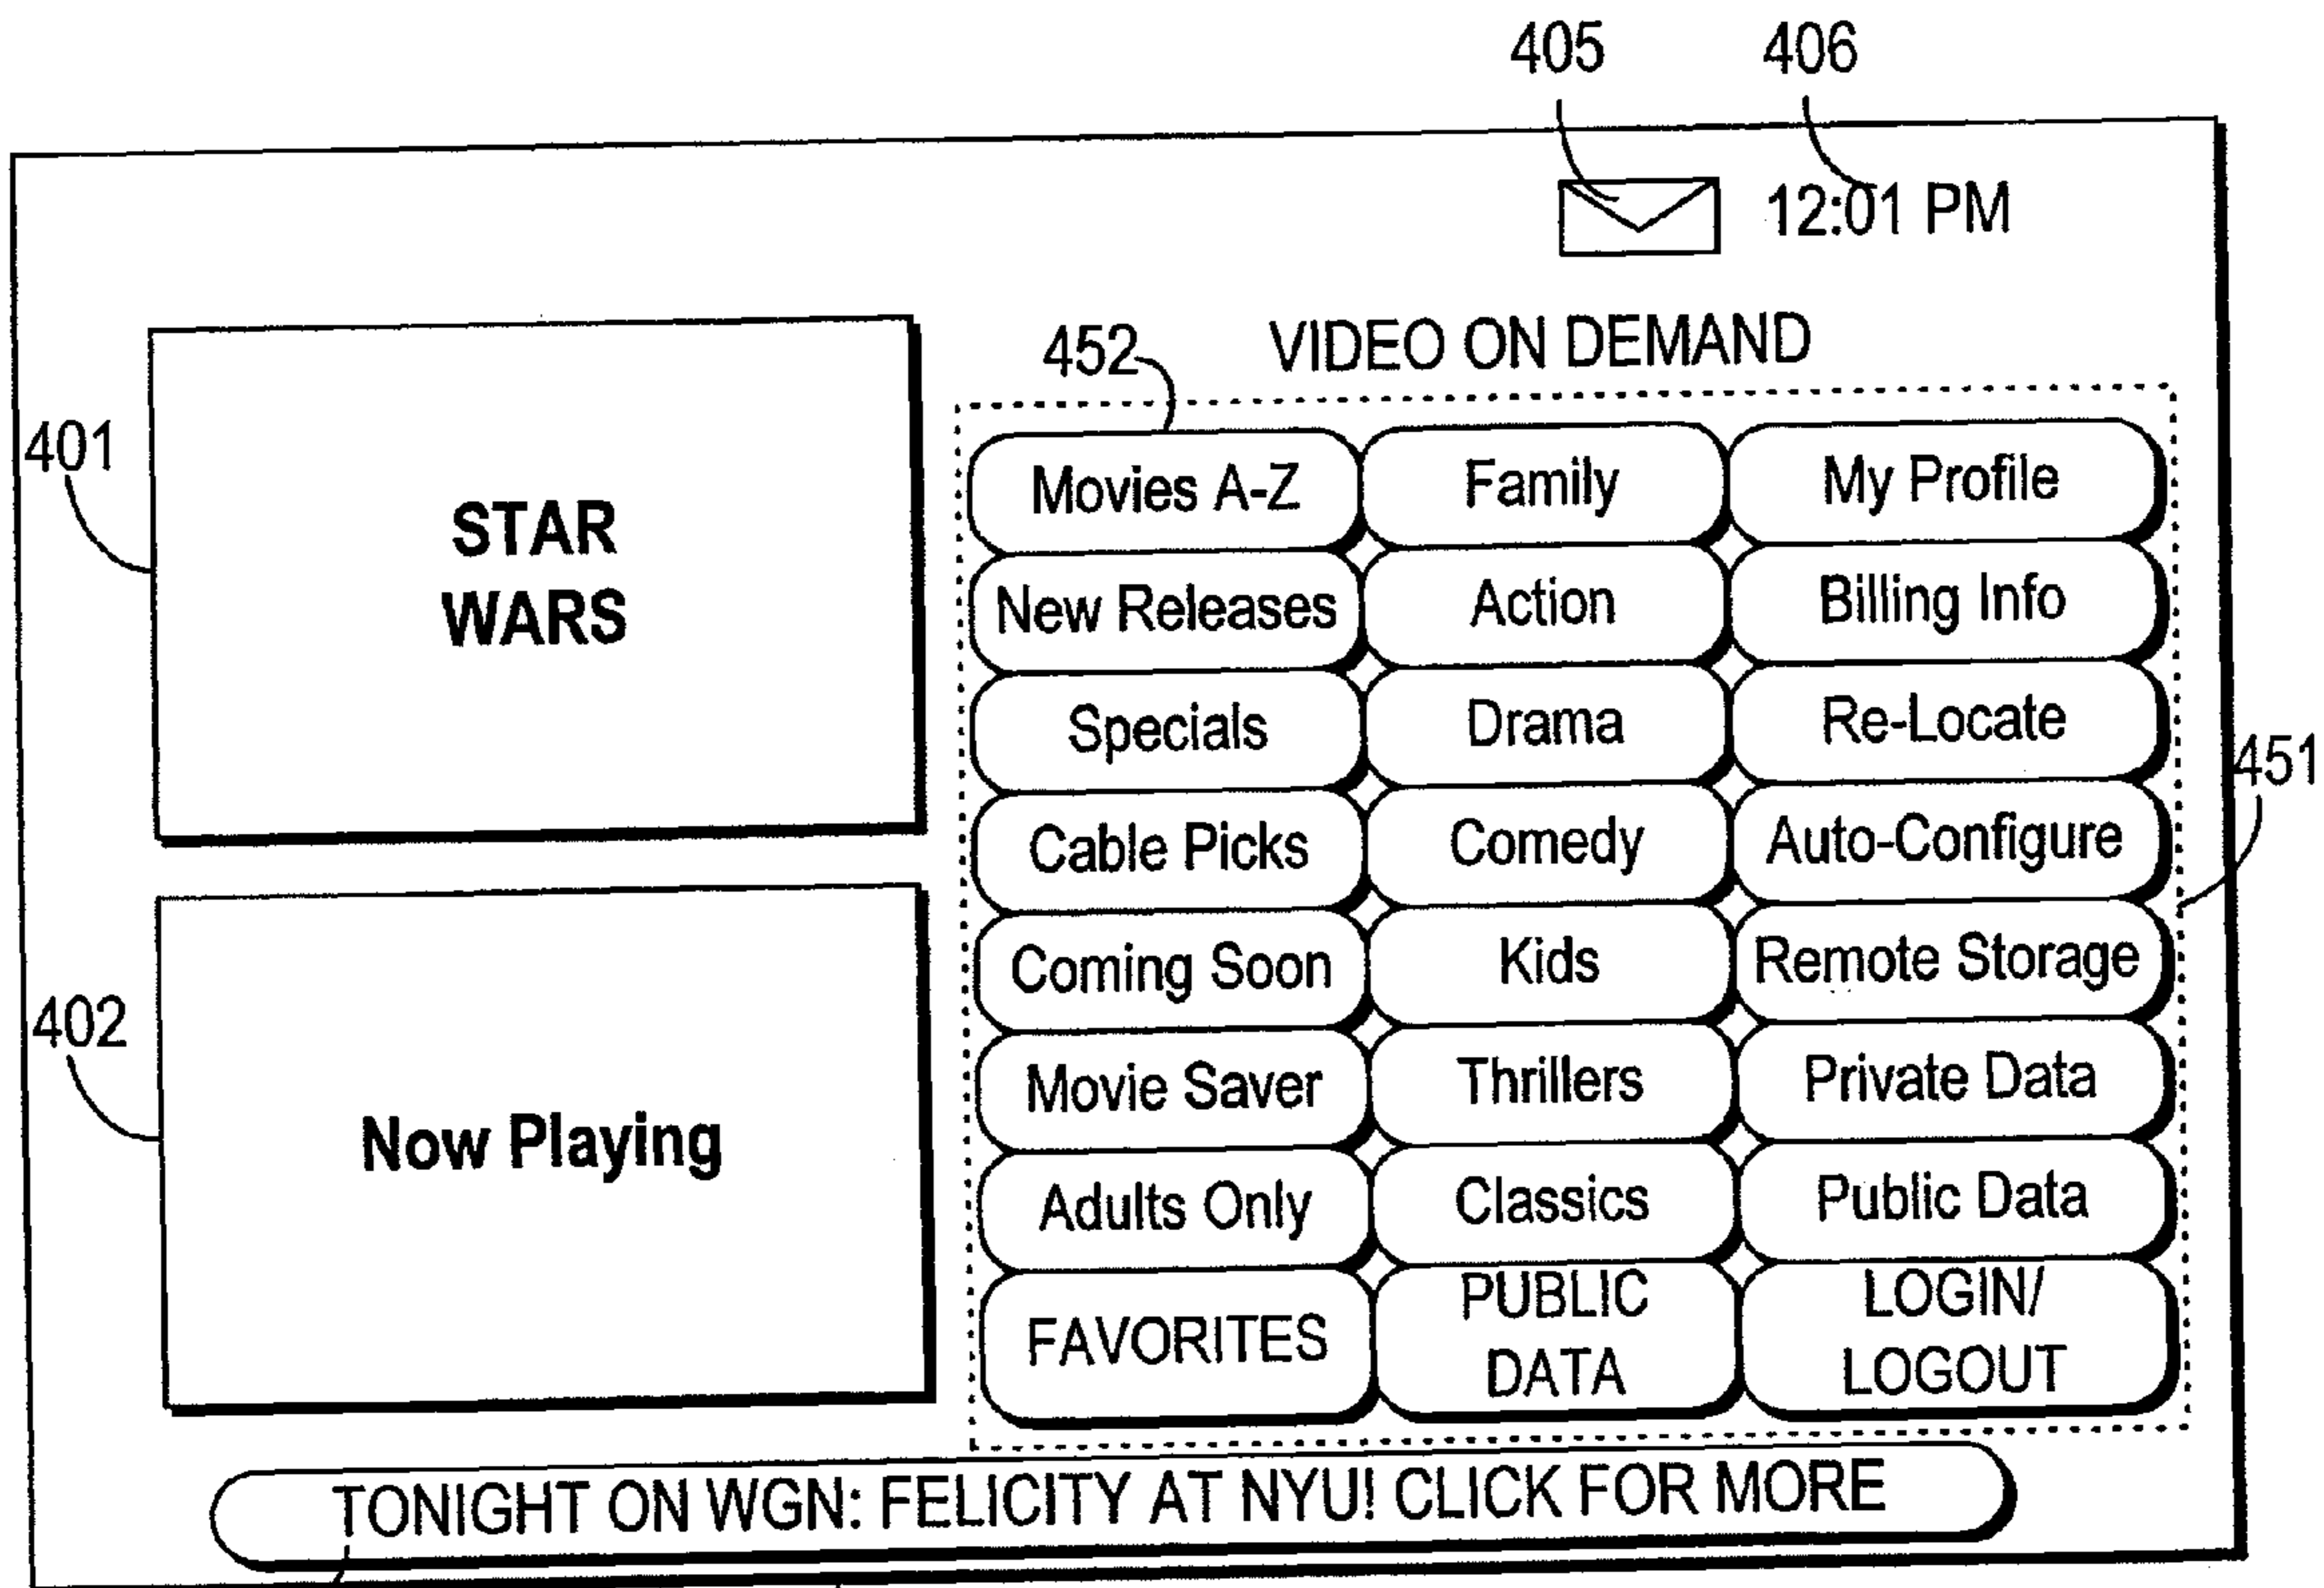 405 406
12:01 PM
VIDEO ON DEMAND
452
401
STAR
WARS
Movies A-Z Family My Profile
New Releases Action Billing Info
Specials Drama Re-Locate
451
Cable Picks Comedy Auto-Configure
Coming Soon Kids Remote Storage
402
Now Playing
Movie Saver Thrillers Private Data
Adults Only Classics Public Data
FAVORITES PUBLIC DATA LOGIN/ LOGOUT
TONIGHT ON WGN: FELICITY AT NYU! CLICK FOR MORE